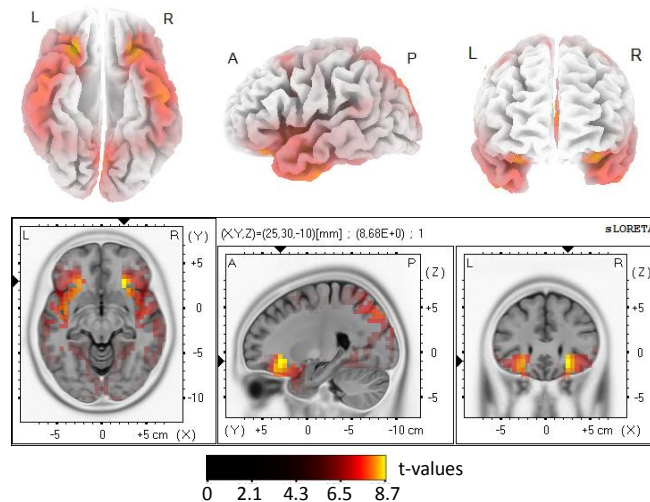 L R
A P
L R
(X,Y,Z)=(25,30,-10)[mm] ; (8,68E+0) ; 1 sLORETA
L R (Y)
+5
0
-5
-10
-5 0 +5 cm (X)
A P (Z)
+5
0
-5
(Y) +5 0 -5 -10 cm
L R (Z)
+5
0
-5
-5 0 +5 cm (X)
t-values
0 2.1 4.3 6.5 8.7